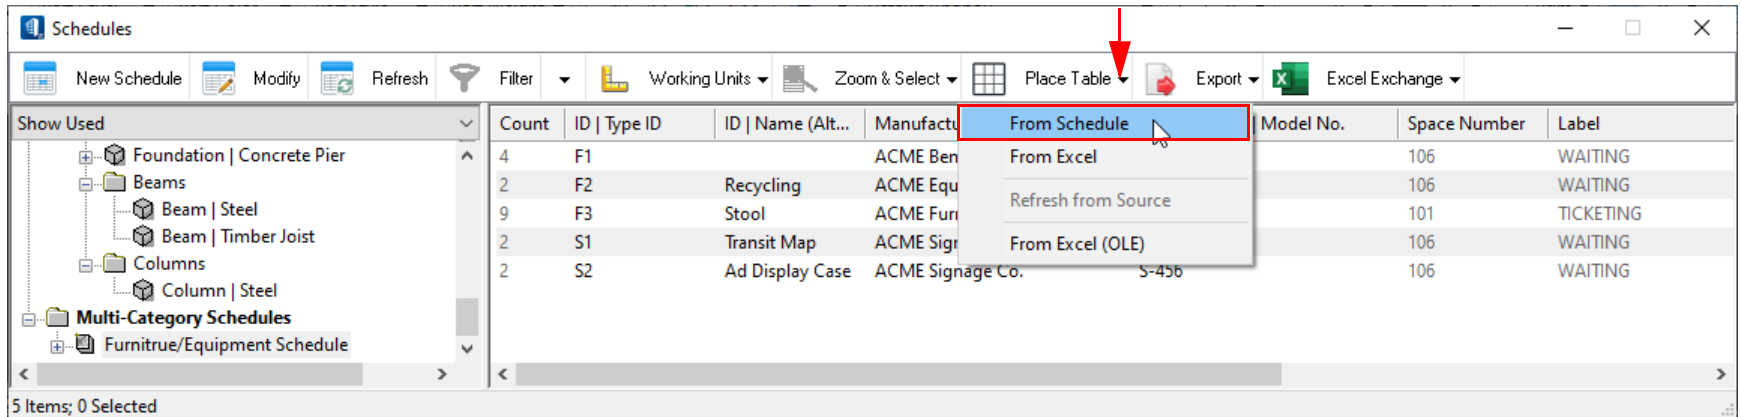 Schedules
New Schedule Modify Refresh Filter Working Units Zoom & Select Place Table Export Excel Exchange
Show Used
Foundation | Concrete Pier
Beams
Beam | Steel
Beam | Timber Joist
Columns
Column | Steel
Multi-Category Schedules
Furnitrue/Equipment Schedule
Count ID | Type ID ID | Name (Alt... Manufactu | Model No. Space Number Label
4 F1 ACME Ben 106 WAITING
2 F2 Recycling ACME Equ 106 WAITING
9 F3 Stool ACME Furn 101 TICKETING
2 S1 Transit Map ACME Sign 106 WAITING
2 S2 Ad Display Case ACME Signage Co. S-456 106 WAITING
From Schedule
From Excel
Refresh from Source
From Excel (OLE)
5 Items; 0 Selected